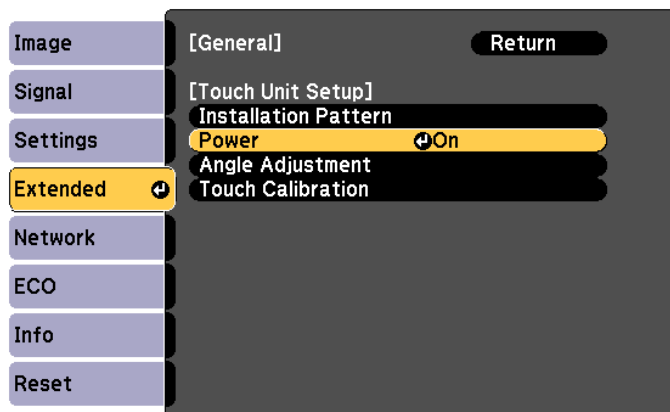 Image
Signal
Settings
Extended
Network
ECO
Info
Reset
[General] Return
[Touch Unit Setup]
Installation Pattern
Power On
Angle Adjustment
Touch Calibration